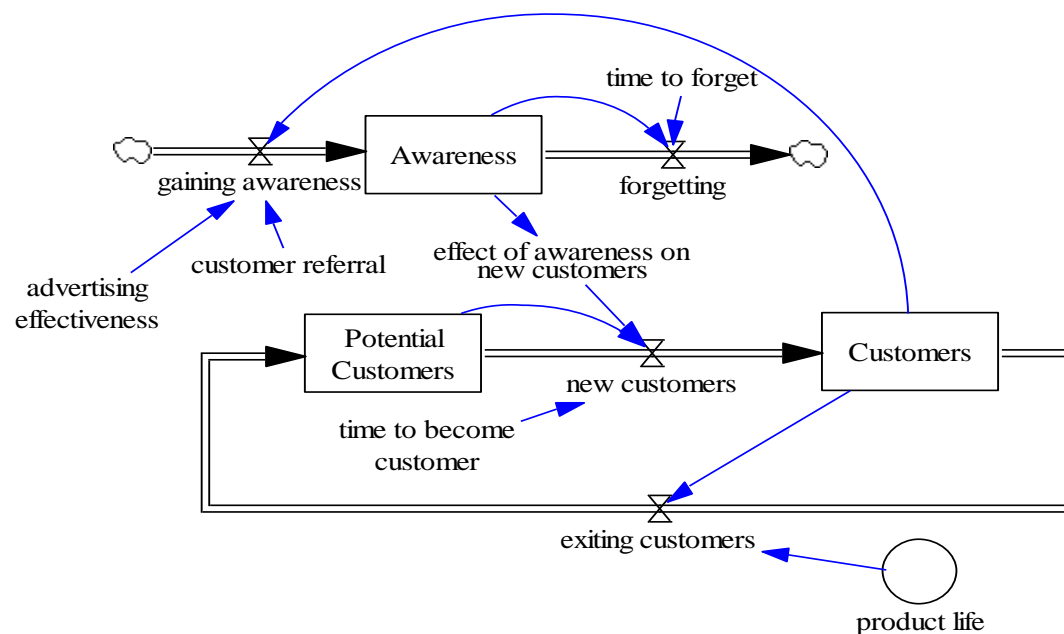 time to forget
Awareness
gaining awareness
forgetting
customer referral
effect of awareness on
new customers
advertising
effectiveness
Potential
Customers
Customers
new customers
time to become
customer
exiting customers
product life